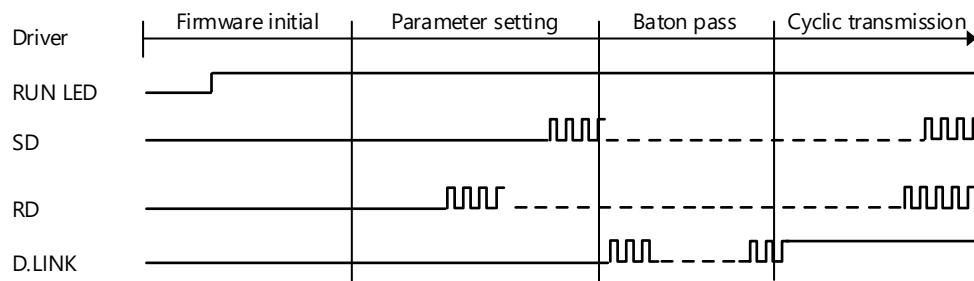 Firmware initial Parameter setting Baton pass Cyclic transmission
Driver
RUN LED
SD
RD
D.LINK